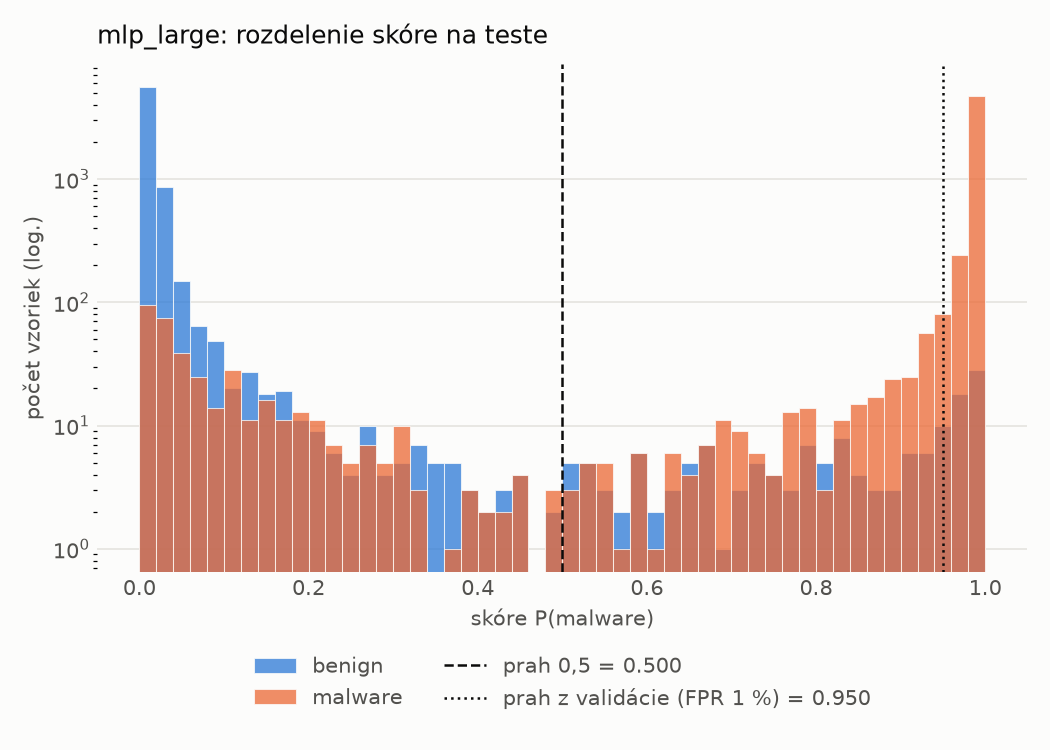 mlp_large: rozdelenie skóre na teste
počet vzoriek (log.)
10³
10²
10¹
10⁰
0.0 0.2 0.4 0.6 0.8 1.0
skóre P(malware)
benign
malware
prah 0,5 = 0.500
prah z validácie (FPR 1 %) = 0.950